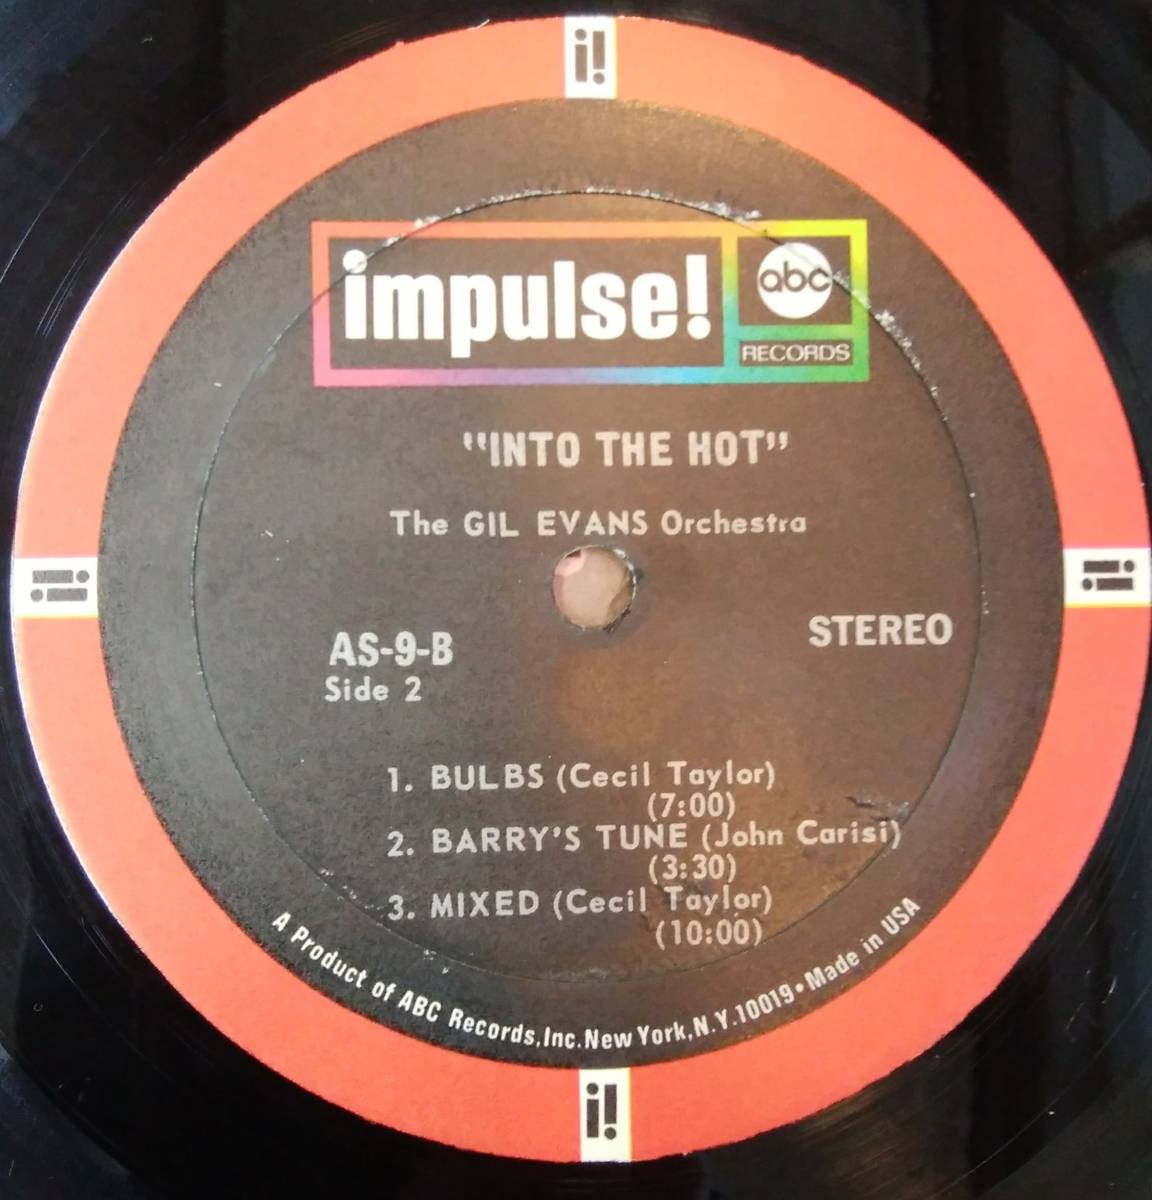 i!
impulse!
abc
RECORDS
"INTO THE HOT"
The GIL EVANS Orchestra
i!
i!
AS-9-B
STEREO
Side 2
1. BULBS (Cecil Taylor)
(7:00)
2. BARRY'S TUNE (John Carisi)
(3:30)
3. MIXED (Cecil Taylor)
(10:00)
A Product of ABC Records,Inc.New York,N.Y.10019•Made in USA
i!